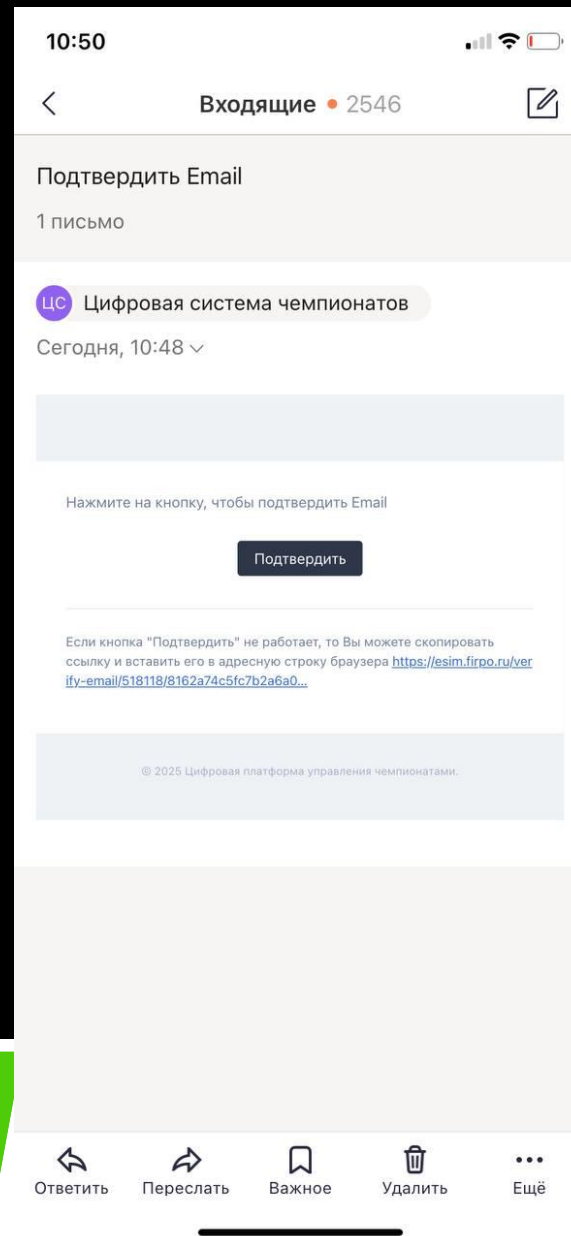 10:50
Входящие • 2546
Подтвердить Email
1 письмо
ЦС Цифровая система чемпионатов
Сегодня, 10:48
Нажмите на кнопку, чтобы подтвердить Email
Подтвердить
Если кнопка "Подтвердить" не работает, то Вы можете скопировать
ссылку и вставить его в адресную строку браузера https://esim.firpo.ru/ver
ify-email/518118/8162a74c5fc7b2a6a0...
© 2025 Цифровая платформа управления чемпионатами.
Ответить Переслать Важное Удалить Ещё